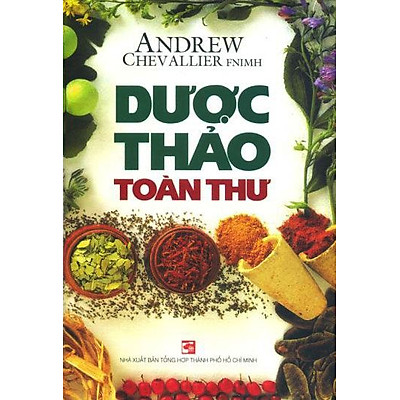 ANDREW
CHEVALLIER FNIMH
DƯỢC
THẢO
TOÀN THƯ
NHÀ XUẤT BẢN TỔNG HỢP THÀNH PHỐ HỒ CHÍ MINH